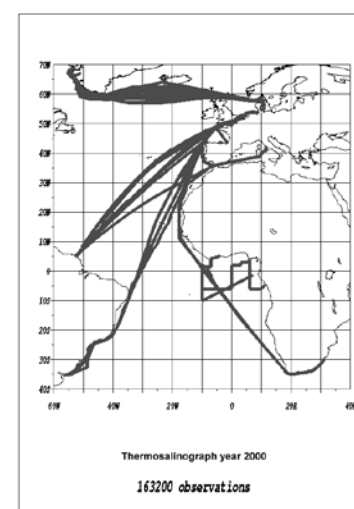 70N
60N
50N
40N
30N
20N
10N
0
10S
20S
30S
40S
60W 40W 20W 0 20E 40E
Thermosalinograph year 2000
163200 observations